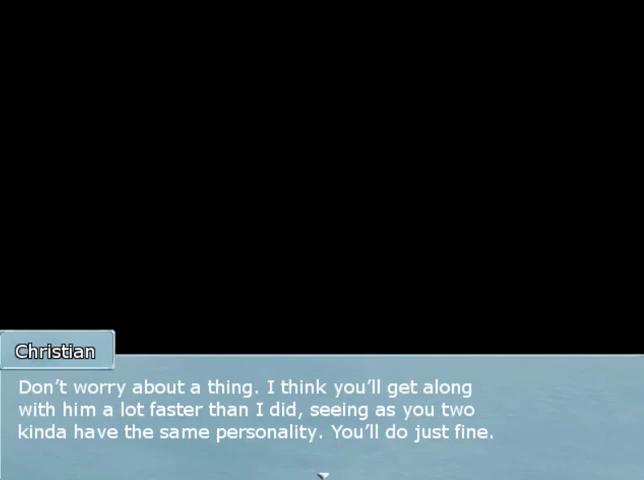 Christian
Don't worry about a thing. I think you'll get along
with him a lot faster than I did, seeing as you two
kinda have the same personality. You'll do just fine.